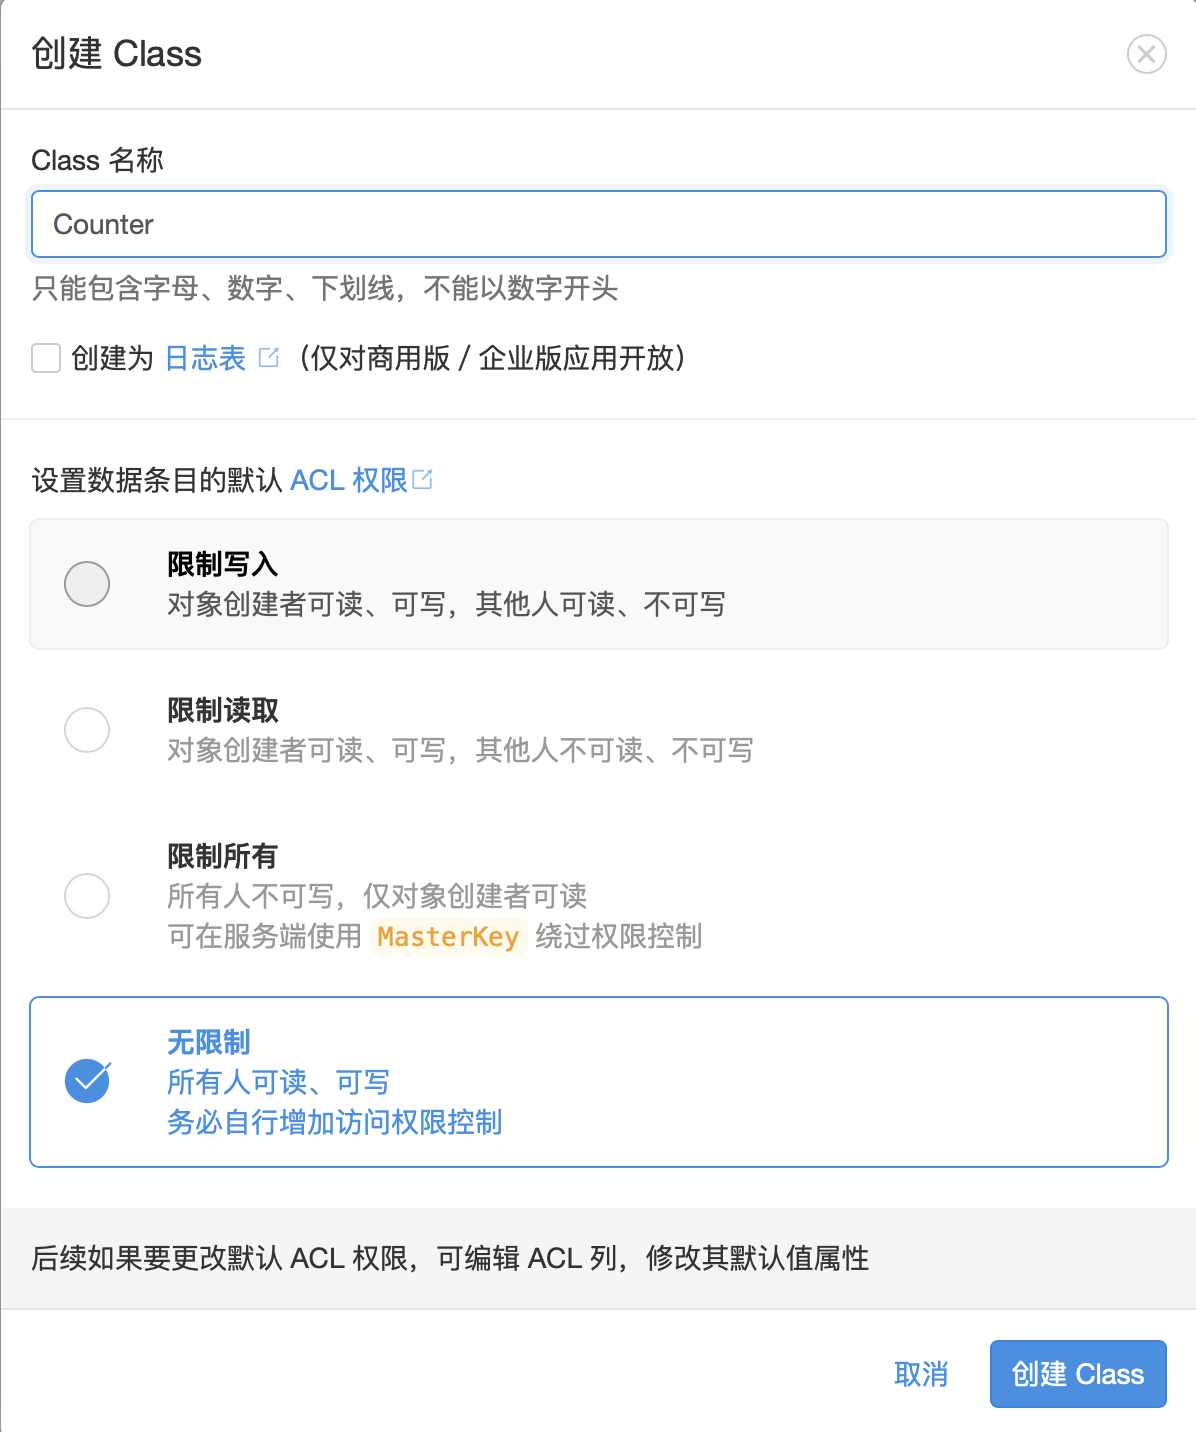 创建 Class
Class 名称
Counter
只能包含字母、数字、下划线，不能以数字开头
创建为 日志表 （仅对商用版 / 企业版应用开放）
设置数据条目的默认 ACL 权限
限制写入
对象创建者可读、可写，其他人可读、不可写
限制读取
对象创建者可读、可写，其他人不可读、不可写
限制所有
所有人不可写，仅对象创建者可读
可在服务端使用 MasterKey 绕过权限控制
无限制
所有人可读、可写
务必自行增加访问权限控制
后续如果要更改默认 ACL 权限，可编辑 ACL 列，修改其默认值属性
取消
创建 Class